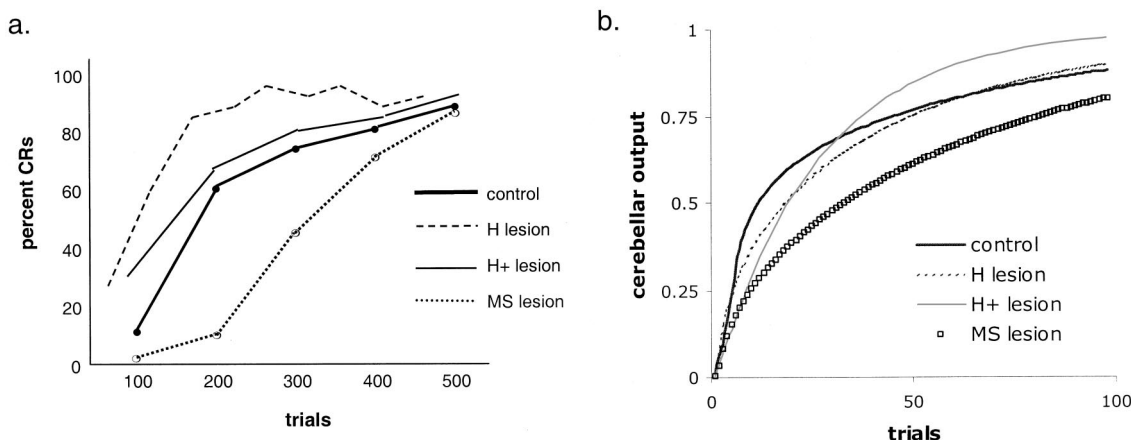 a.
percent CRs
100
80
60
40
20
0
100 200 300 400 500
trials
control
H lesion
H+ lesion
MS lesion
b.
cerebellar output
1
0.75
0.5
0.25
0
0 50 100
trials
control
H lesion
H+ lesion
MS lesion